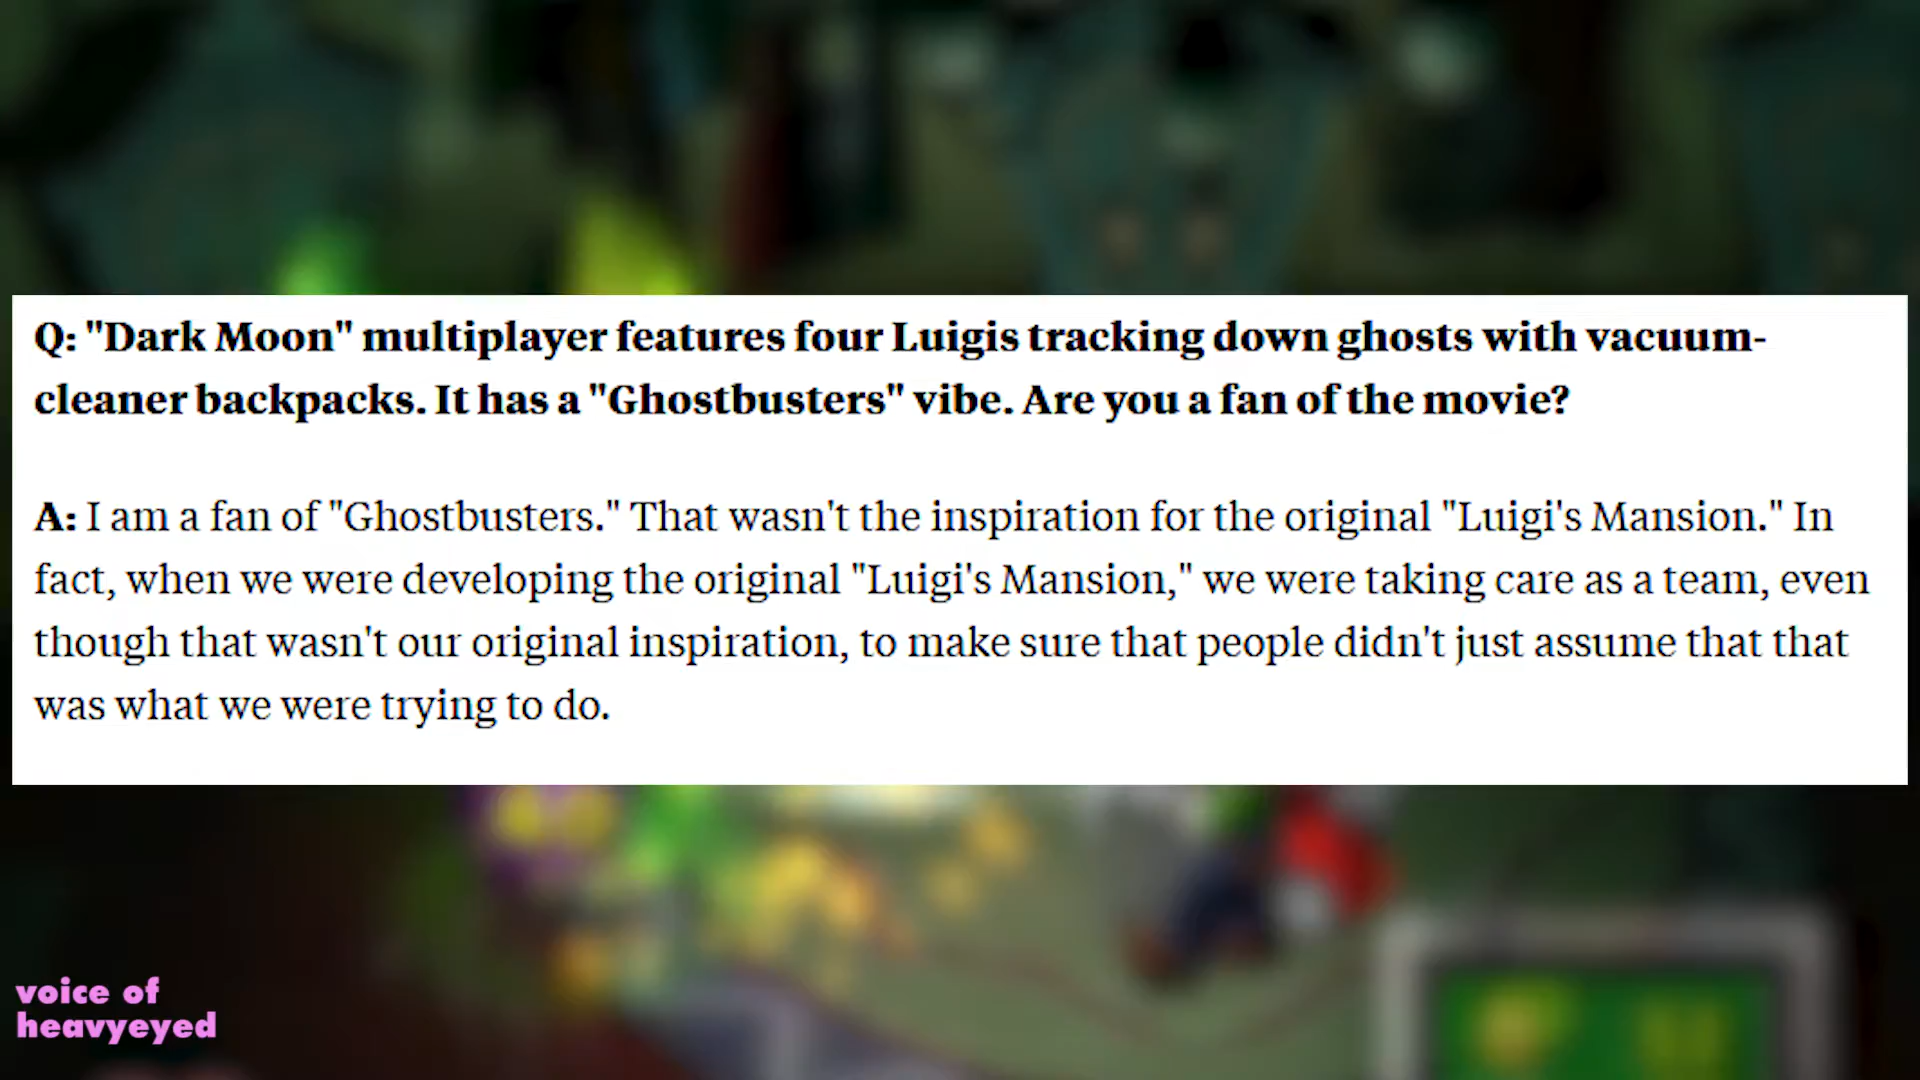 Q: "Dark Moon" multiplayer features four Luigis tracking down ghosts with vacuum-
cleaner backpacks. It has a "Ghostbusters" vibe. Are you a fan of the movie?
A: I am a fan of "Ghostbusters." That wasn't the inspiration for the original "Luigi's Mansion." In
fact, when we were developing the original "Luigi's Mansion," we were taking care as a team, even
though that wasn't our original inspiration, to make sure that people didn't just assume that that
was what we were trying to do.
voice of
heavyeyed